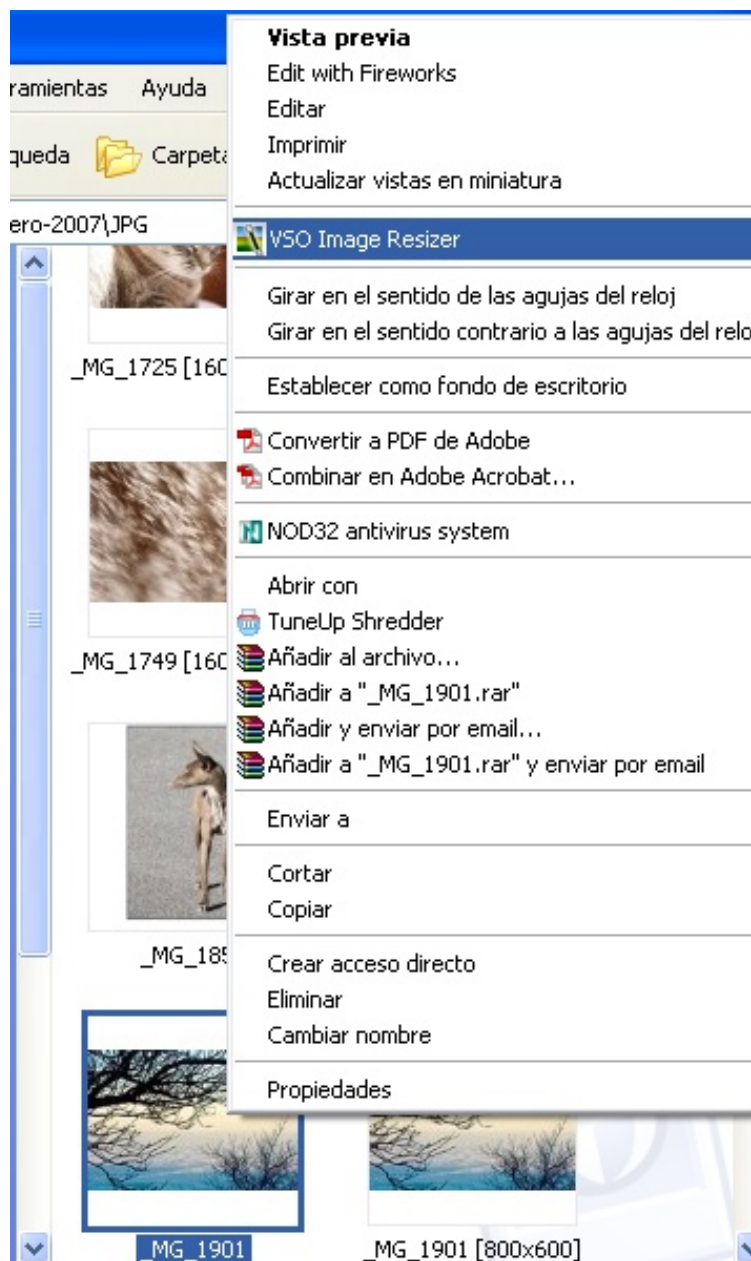 ramientas Ayuda
queda Carpeta
ero-2007\JPG
Vista previa
Edit with Fireworks
Editar
Imprimir
Actualizar vistas en miniatura
VSO Image Resizer
Girar en el sentido de las agujas del reloj
Girar en el sentido contrario a las agujas del relo
Establecer como fondo de escritorio
Convertir a PDF de Adobe
Combinar en Adobe Acrobat...
NOD32 antivirus system
Abrir con
TuneUp Shredder
Añadir al archivo...
Añadir a "_MG_1901.rar"
Añadir y enviar por email...
Añadir a "_MG_1901.rar" y enviar por email
Enviar a
Cortar
Copiar
Crear acceso directo
Eliminar
Cambiar nombre
Propiedades
_MG_1725 [160
_MG_1749 [160
_MG_185
_MG_1901
_MG_1901 [800x600]